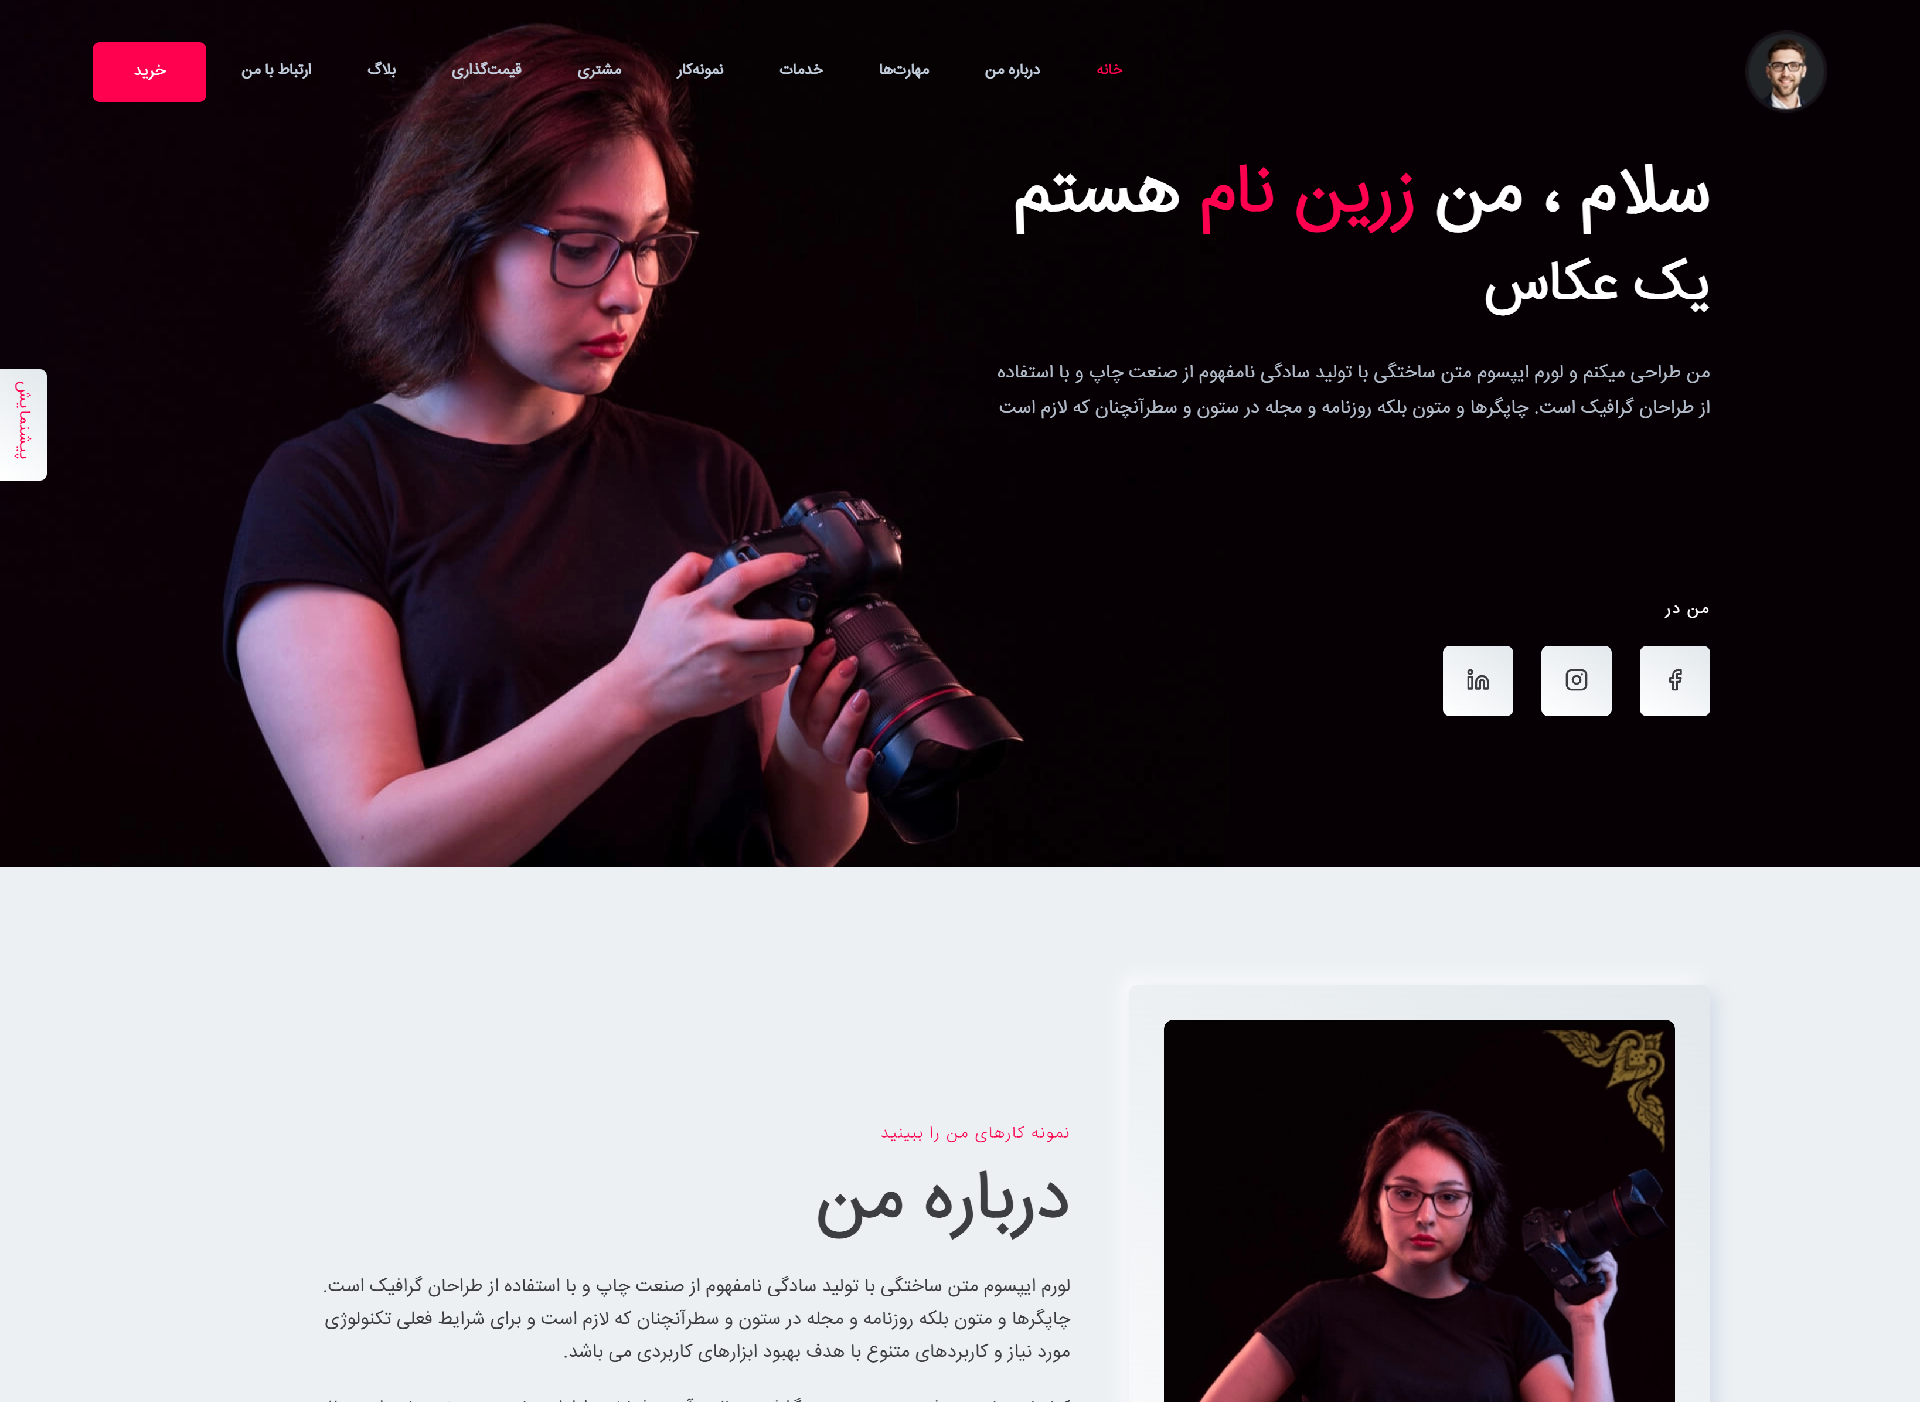 خانه
درباره من
مهارت‌ها
خدمات
نمونه‌کار
مشتری
قیمت‌گذاری
بلاگ
ارتباط با من
خرید
سلام ، من زرین نام هستم
یک عکاس
من طراحی میکنم و لورم ایپسوم متن ساختگی با تولید سادگی نامفهوم از صنعت چاپ و با استفاده
از طراحان گرافیک است. چاپگرها و متون بلکه روزنامه و مجله در ستون و سطرآنچنان که لازم است
پیشنمایش
من در
نمونه کارهای من را ببینید
درباره من
لورم ایپسوم متن ساختگی با تولید سادگی نامفهوم از صنعت چاپ و با استفاده از طراحان گرافیک است.
چاپگرها و متون بلکه روزنامه و مجله در ستون و سطرآنچنان که لازم است و برای شرایط فعلی تکنولوژی
مورد نیاز و کاربردهای متنوع با هدف بهبود ابزارهای کاربردی می باشد.